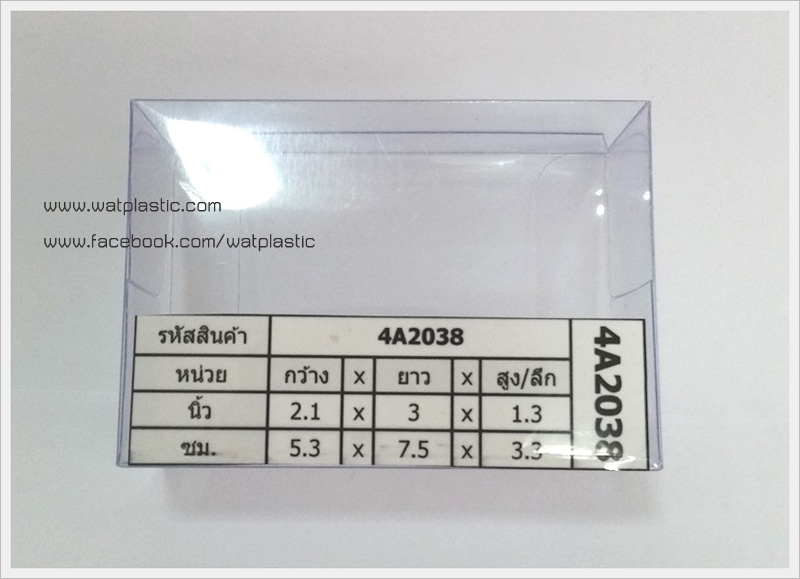 www.watplastic.com
www.facebook.com/watplastic
รหัสสินค้า 4A2038
หน่วย กว้าง x ยาว x สูง/ลึก
นิ้ว 2.1 x 3 x 1.3
ซม. 5.3 x 7.5 x 3.3
4A2038